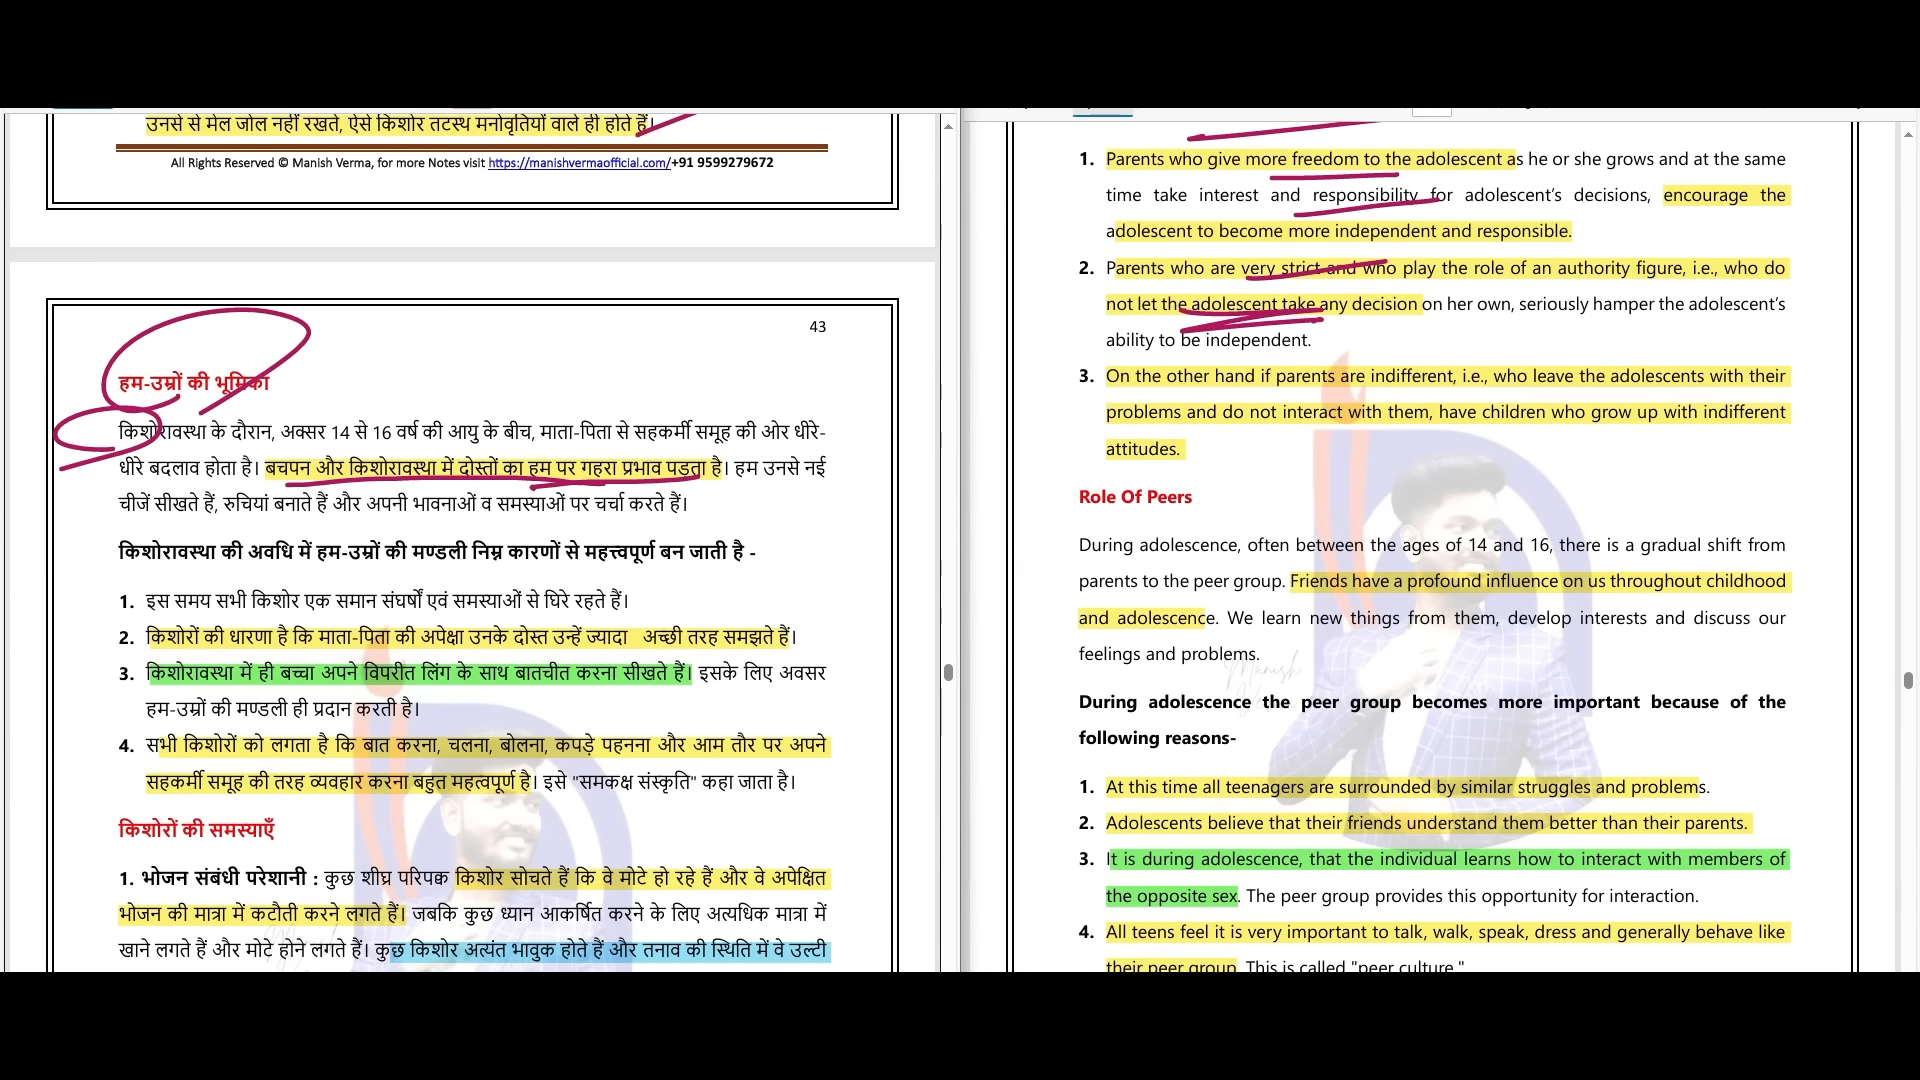 उनसे से मेल जोल नहीं रखते, ऐसे किशोर तटस्थ मनोवृतियों वाले ही होते हैं।
All Rights Reserved © Manish Verma, for more Notes visit https://manishvermaofficial.com/+91 9599279672
43
हम-उम्रों की भूमिका
किशोरावस्था के दौरान, अक्सर 14 से 16 वर्ष की आयु के बीच, माता-पिता से सहकर्मी समूह की ओर धीरे-
धीरे बदलाव होता है। बचपन और किशोरावस्था में दोस्तों का हम पर गहरा प्रभाव पड़ता है। हम उनसे नई
चीजें सीखते हैं, रुचियां बनाते हैं और अपनी भावनाओं व समस्याओं पर चर्चा करते हैं।
किशोरावस्था की अवधि में हम-उम्रों की मण्डली निम्न कारणों से महत्त्वपूर्ण बन जाती है -
1. इस समय सभी किशोर एक समान संघर्षों एवं समस्याओं से घिरे रहते हैं।
2. किशोरों की धारणा है कि माता-पिता की अपेक्षा उनके दोस्त उन्हें ज्यादा अच्छी तरह समझते हैं।
3. किशोरावस्था में ही बच्चा अपने विपरीत लिंग के साथ बातचीत करना सीखते हैं। इसके लिए अवसर
हम-उम्रों की मण्डली ही प्रदान करती है।
4. सभी किशोरों को लगता है कि बात करना, चलना, बोलना, कपड़े पहनना और आम तौर पर अपने
सहकर्मी समूह की तरह व्यवहार करना बहुत महत्वपूर्ण है। इसे "समकक्ष संस्कृति" कहा जाता है।
किशोरों की समस्याएँ
1. भोजन संबंधी परेशानी : कुछ शीघ्र परिपक्व किशोर सोचते हैं कि वे मोटे हो रहे हैं और वे अपेक्षित
भोजन की मात्रा में कटौती करने लगते हैं। जबकि कुछ ध्यान आकर्षित करने के लिए अत्यधिक मात्रा में
खाने लगते हैं और मोटे होने लगते हैं। कुछ किशोर अत्यंत भावुक होते हैं और तनाव की स्थिति में वे उल्टी
1. Parents who give more freedom to the adolescent as he or she grows and at the same
time take interest and responsibility for adolescent's decisions, encourage the
adolescent to become more independent and responsible.
2. Parents who are very strict and who play the role of an authority figure, i.e., who do
not let the adolescent take any decision on her own, seriously hamper the adolescent's
ability to be independent.
3. On the other hand if parents are indifferent, i.e., who leave the adolescents with their
problems and do not interact with them, have children who grow up with indifferent
attitudes.
Role Of Peers
During adolescence, often between the ages of 14 and 16, there is a gradual shift from
parents to the peer group. Friends have a profound influence on us throughout childhood
and adolescence. We learn new things from them, develop interests and discuss our
feelings and problems.
Manish
During adolescence the peer group becomes more important because of the
following reasons-
1. At this time all teenagers are surrounded by similar struggles and problems.
2. Adolescents believe that their friends understand them better than their parents.
3. It is during adolescence, that the individual learns how to interact with members of
the opposite sex. The peer group provides this opportunity for interaction.
4. All teens feel it is very important to talk, walk, speak, dress and generally behave like
their peer group. This is called "peer culture."